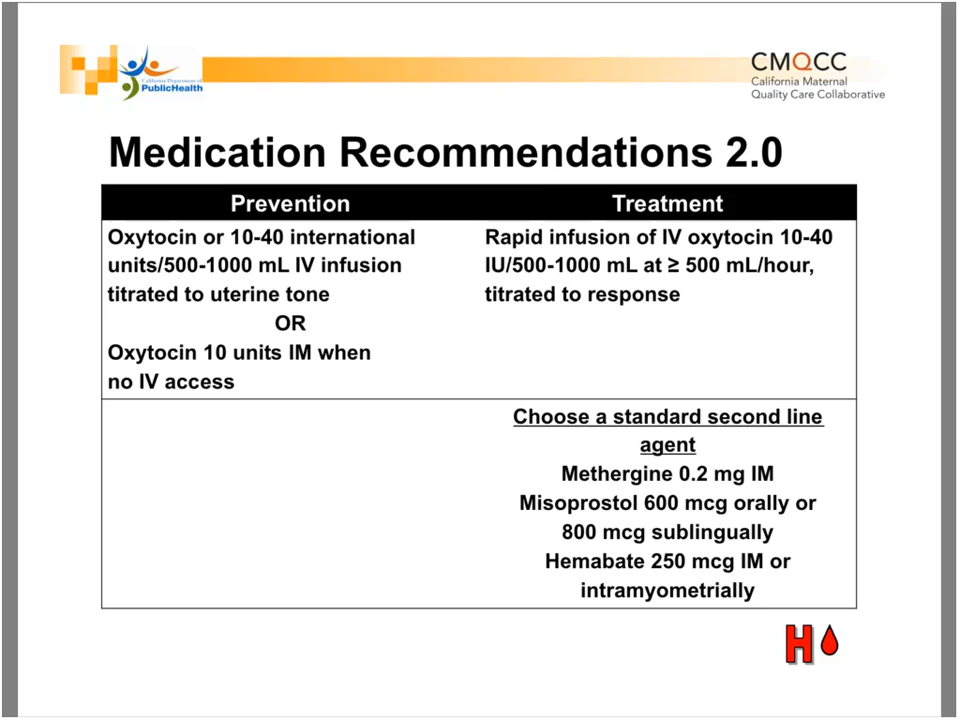 California Department of
PublicHealth
CMQCC
California Maternal
Quality Care Collaborative
Medication Recommendations 2.0
Prevention
Treatment
Oxytocin or 10-40 international
units/500-1000 mL IV infusion
titrated to uterine tone
OR
Oxytocin 10 units IM when
no IV access
Rapid infusion of IV oxytocin 10-40
IU/500-1000 mL at ≥ 500 mL/hour,
titrated to response
Choose a standard second line
agent
Methergine 0.2 mg IM
Misoprostol 600 mcg orally or
800 mcg sublingually
Hemabate 250 mcg IM or
intramyometrially
H